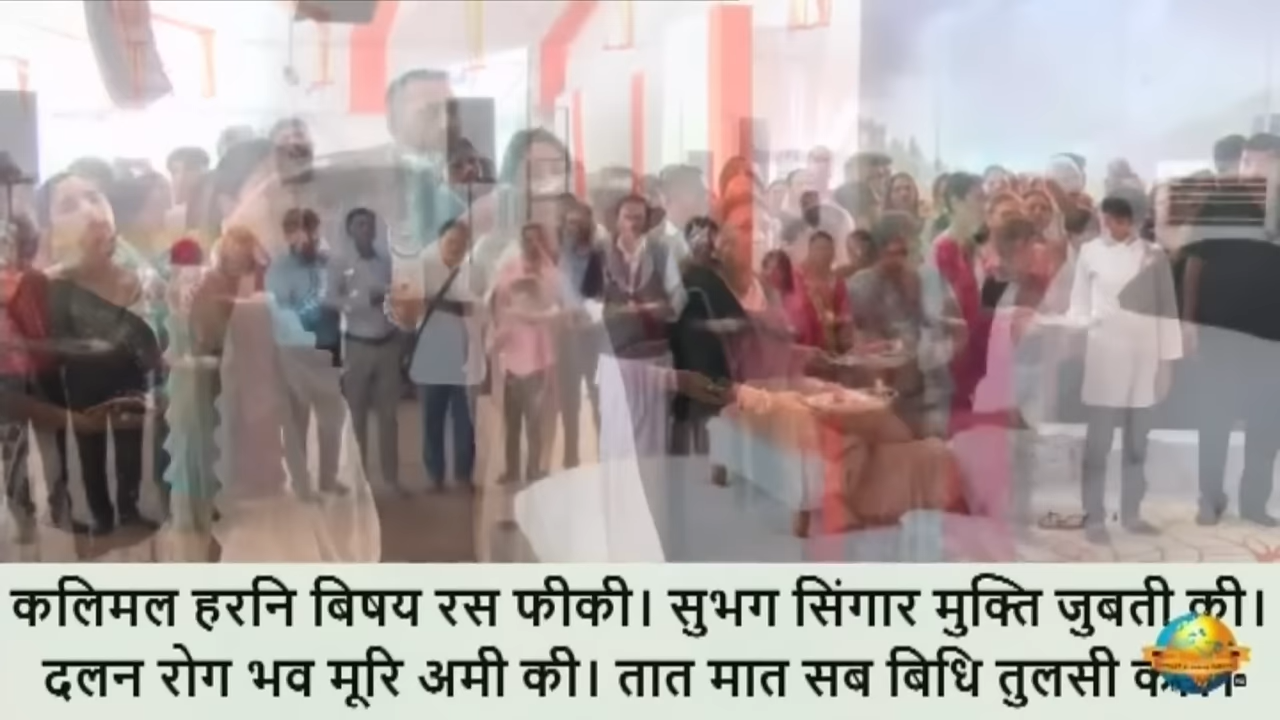 कलिमल हरनि बिषय रस फीकी। सुभग सिंगार मुक्ति जुबती की।
दलन रोग भव मूरि अमी की। तात मात सब बिधि तुलसी